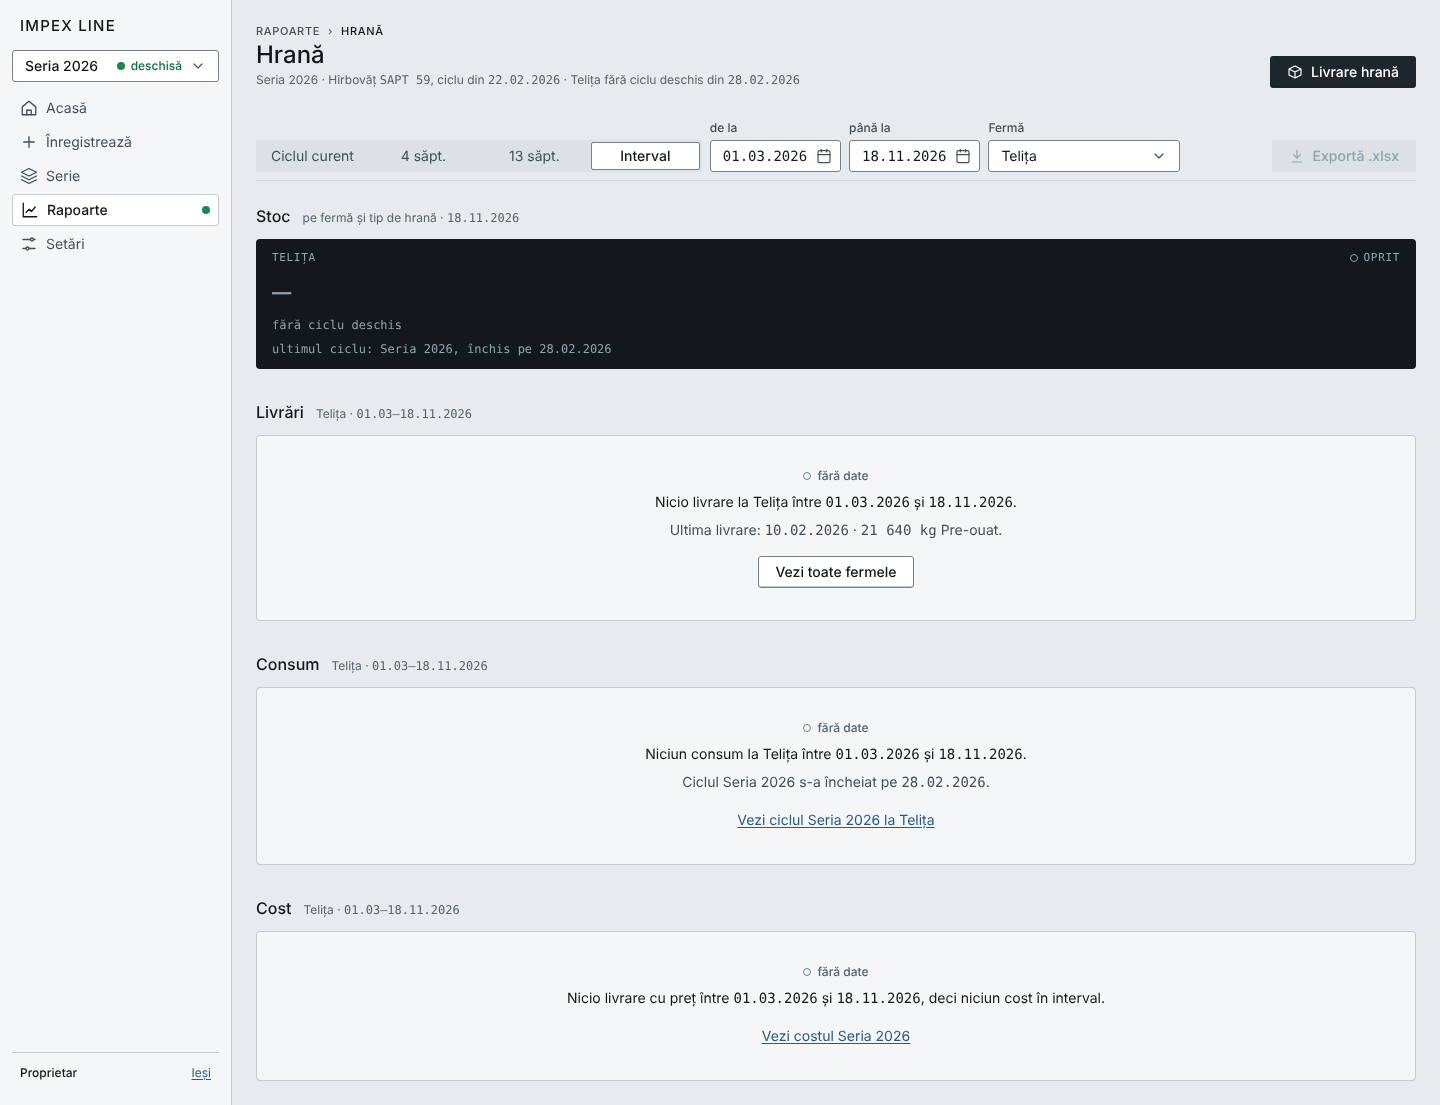 IMPEX LINE
Seria 2026 deschisă
Acasă
Înregistrează
Serie
Rapoarte
Setări
Proprietar Ieși
RAPOARTE › HRANĂ
Hrană
Seria 2026 · Hîrbovăț SAPT 59, ciclu din 22.02.2026 · Telița fără ciclu deschis din 28.02.2026
Livrare hrană
de la până la Fermă
Ciclul curent 4 săpt. 13 săpt. Interval 01.03.2026 18.11.2026 Telița Exportă .xlsx
Stoc pe fermă și tip de hrană · 18.11.2026
TELIȚA OPRIT
—
fără ciclu deschis
ultimul ciclu: Seria 2026, închis pe 28.02.2026
Livrări Telița · 01.03–18.11.2026
fără date
Nicio livrare la Telița între 01.03.2026 și 18.11.2026.
Ultima livrare: 10.02.2026 · 21 640 kg Pre-ouat.
Vezi toate fermele
Consum Telița · 01.03–18.11.2026
fără date
Niciun consum la Telița între 01.03.2026 și 18.11.2026.
Ciclul Seria 2026 s-a încheiat pe 28.02.2026.
Vezi ciclul Seria 2026 la Telița
Cost Telița · 01.03–18.11.2026
fără date
Nicio livrare cu preț între 01.03.2026 și 18.11.2026, deci niciun cost în interval.
Vezi costul Seria 2026